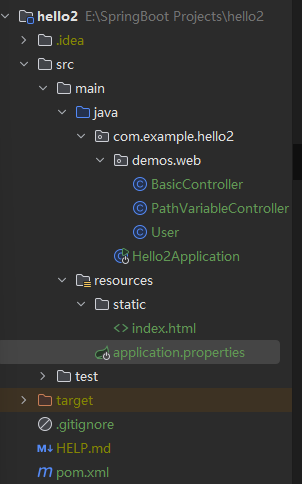 hello2 E:\SpringBoot Projects\hello2
.idea
src
main
java
com.example.hello2
demos.web
BasicController
PathVariableController
User
Hello2Application
resources
static
index.html
application.properties
test
target
.gitignore
HELP.md
pom.xml